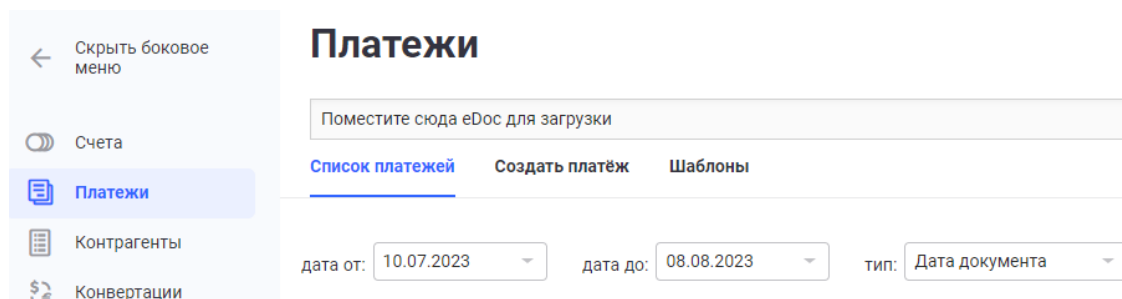 Скрыть боковое
меню
Счета
Платежи
Контрагенты
Конвертации
Платежи
Поместите сюда eDoc для загрузки
Список платежей Создать платёж Шаблоны
дата от: 10.07.2023 дата до: 08.08.2023 тип: Дата документа